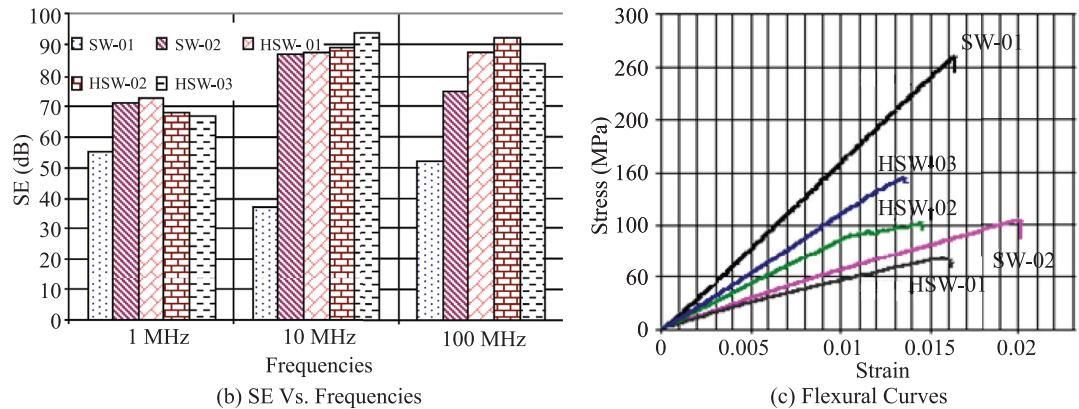 100
90
80
70
60
50
40
30
20
10
0
SE (dB)
SW-01 SW-02 HSW- 01
HSW-02 HSW-03
1 MHz 10 MHz 100 MHz
Frequencies
(b) SE Vs. Frequencies
300
260
200
160
100
60
0
Stress (MPa)
SW-01
HSW-03
HSW-02
SW-02
HSW-01
0 0.005 0.01 0.015 0.02
Strain
(c) Flexural Curves